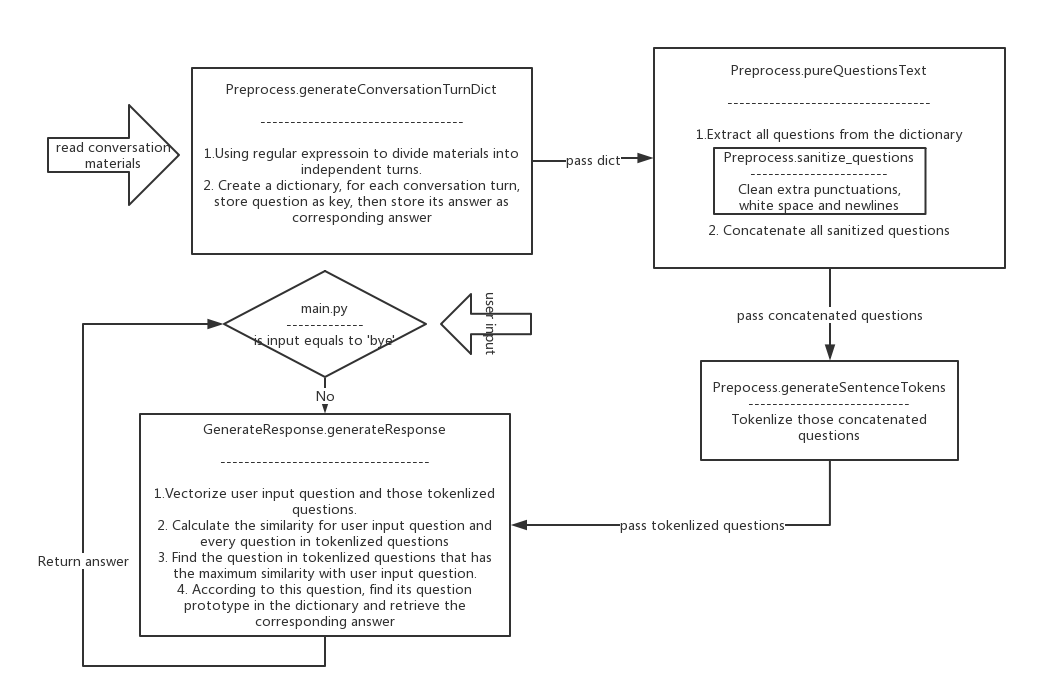 Preprocess.generateConversationTurnDict
---------------------------------
1.Using regular expressoin to divide materials into
independent turns.
2. Create a dictionary, for each conversation turn,
store question as key, then store its answer as
corresponding answer
read conversation
materials
pass dict
Preprocess.pureQuestionsText
---------------------------------
1.Extract all questions from the dictionary
Preprocess.sanitize_questions
-----------------------
Clean extra punctuations,
white space and newlines
2. Concatenate all sanitized questions
main.py
-------------
is input equals to 'bye'
user input
pass concatenated questions
No
Prepocess.generateSentenceTokens
---------------------------
Tokenlize those concatenated
questions
GenerateResponse.generateResponse
----------------------------------
1.Vectorize user input question and those tokenlized
questions.
2. Calculate the similarity for user input question and
every question in tokenlized questions
3. Find the question in tokenlized questions that has
the maximum similarity with user input question.
4. According to this question, find its question
prototype in the dictionary and retrieve the
corresponding answer
pass tokenlized questions
Return answer